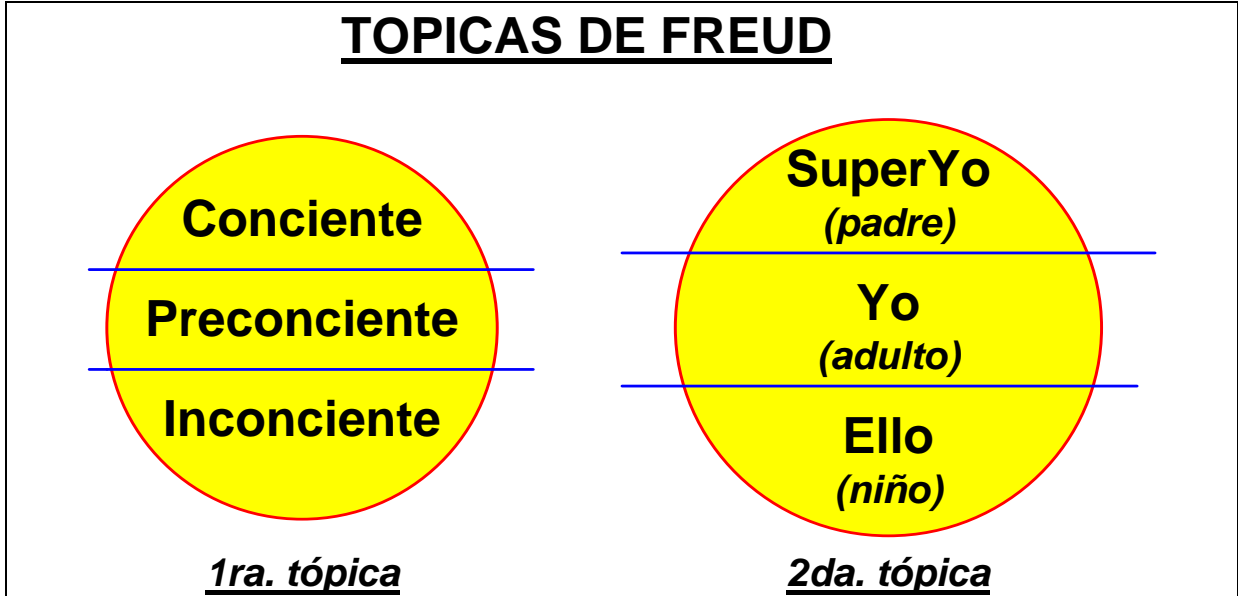 TOPICAS DE FREUD
Conciente
Preconciente
Inconciente
1ra. tópica
SuperYo
(padre)
Yo
(adulto)
Ello
(niño)
2da. tópica